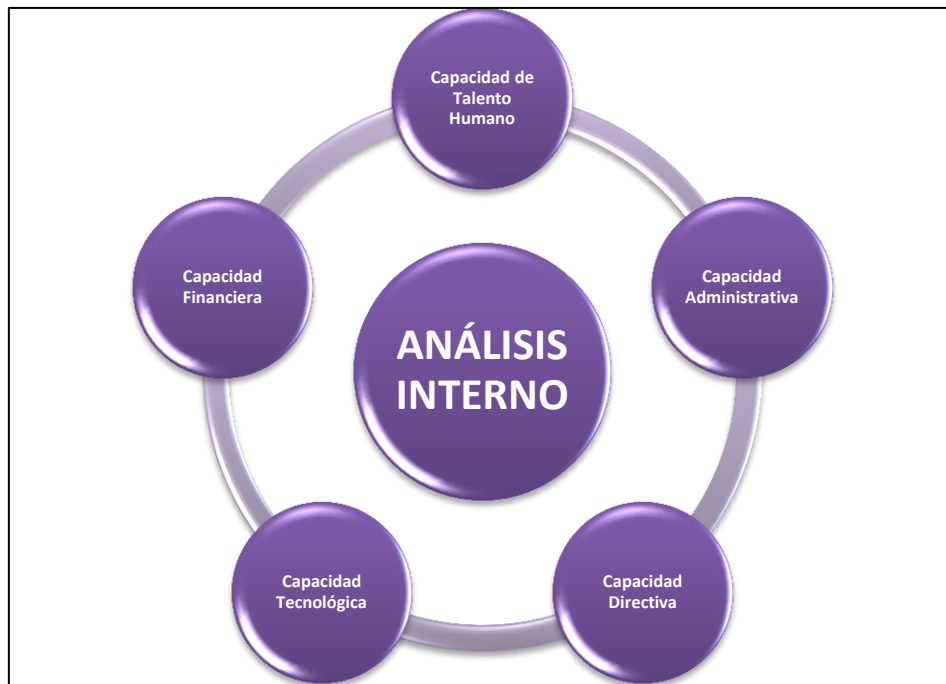 Capacidad de
Talento
Humano
Capacidad
Financiera
Capacidad
Administrativa
ANÁLISIS
INTERNO
Capacidad
Tecnológica
Capacidad
Directiva